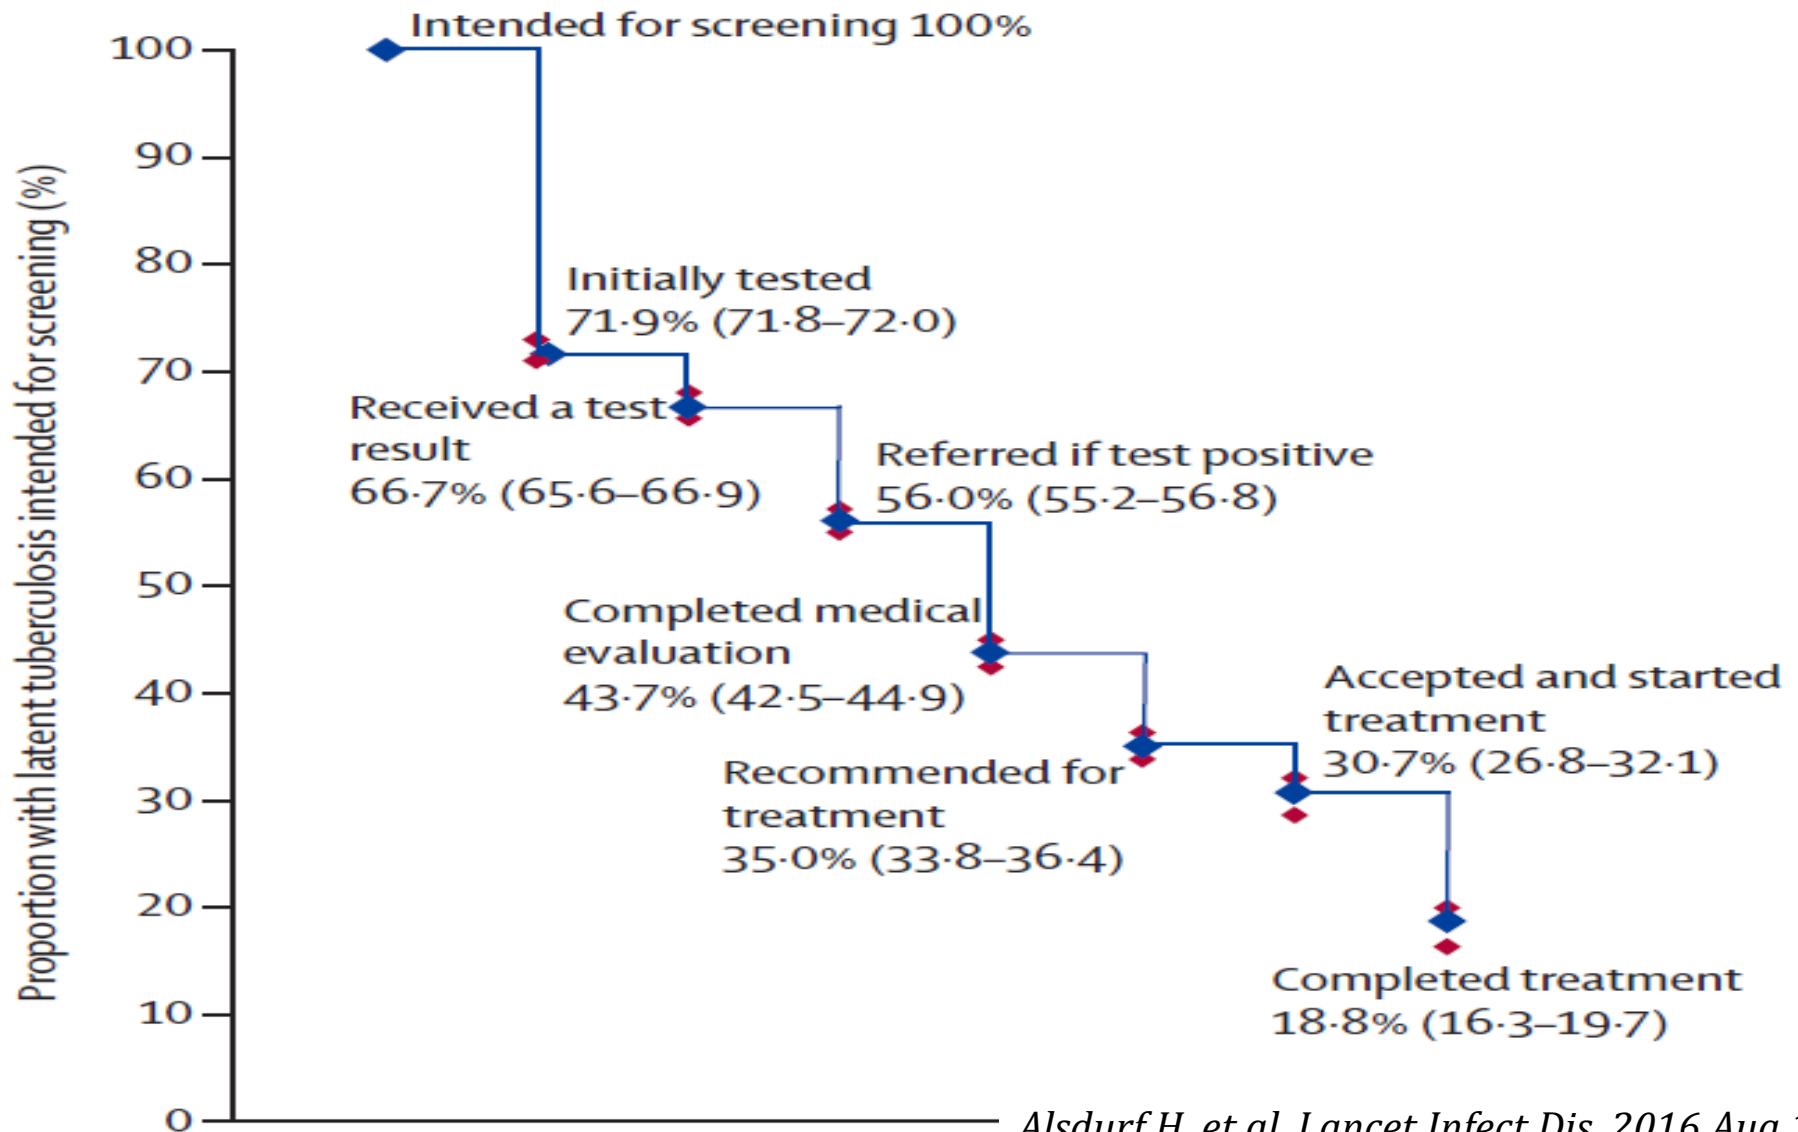 Intended for screening 100%
100
90
80
70
60
50
40
30
20
10
0
Proportion with latent tuberculosis intended for screening (%)
Initially tested
71·9% (71·8–72·0)
Received a test
result
66·7% (65·6–66·9)
Referred if test positive
56·0% (55·2–56·8)
Completed medical
evaluation
43·7% (42·5–44·9)
Recommended for
treatment
35·0% (33·8–36·4)
Accepted and started
treatment
30·7% (26·8–32·1)
Completed treatment
18·8% (16·3–19·7)
Alsdurf H, et al. Lancet Infect Dis. 2016 Aug